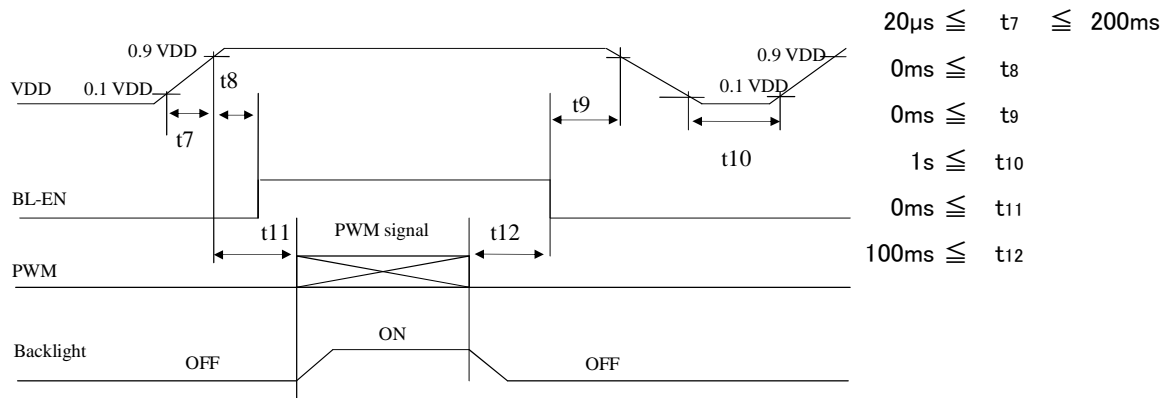 20μs ≦ t7 ≦ 200ms
0.9 VDD
0.9 VDD
0ms ≦ t8
VDD
0.1 VDD
t8
t9
0.1 VDD
0ms ≦ t9
t7
t10
1s ≦ t10
BL-EN
0ms ≦ t11
t11
PWM signal
t12
100ms ≦ t12
PWM
ON
Backlight
OFF
OFF